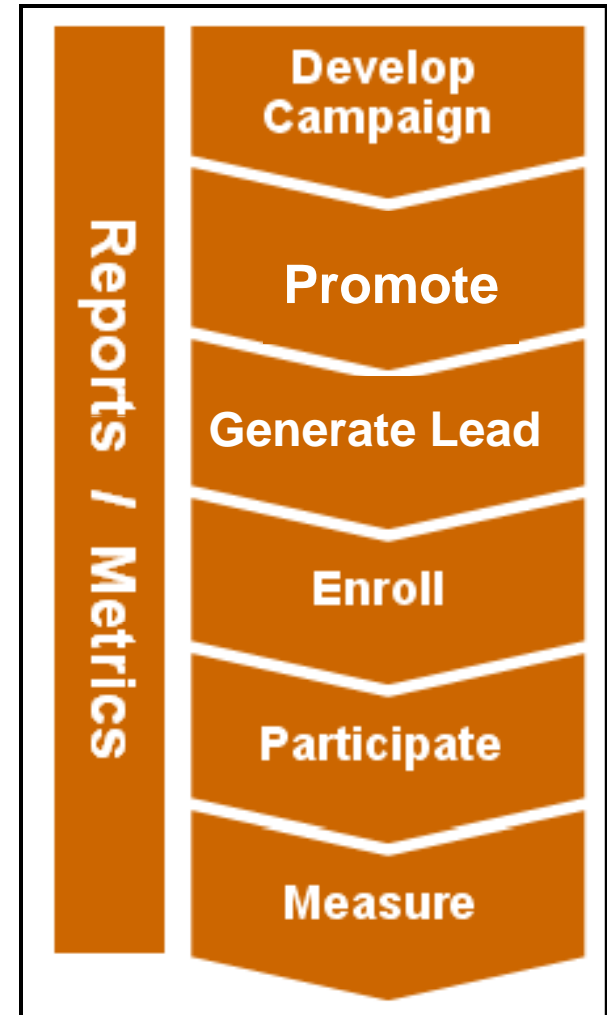 Reports / Metrics
Develop
Campaign
Promote
Generate Lead
Enroll
Participate
Measure